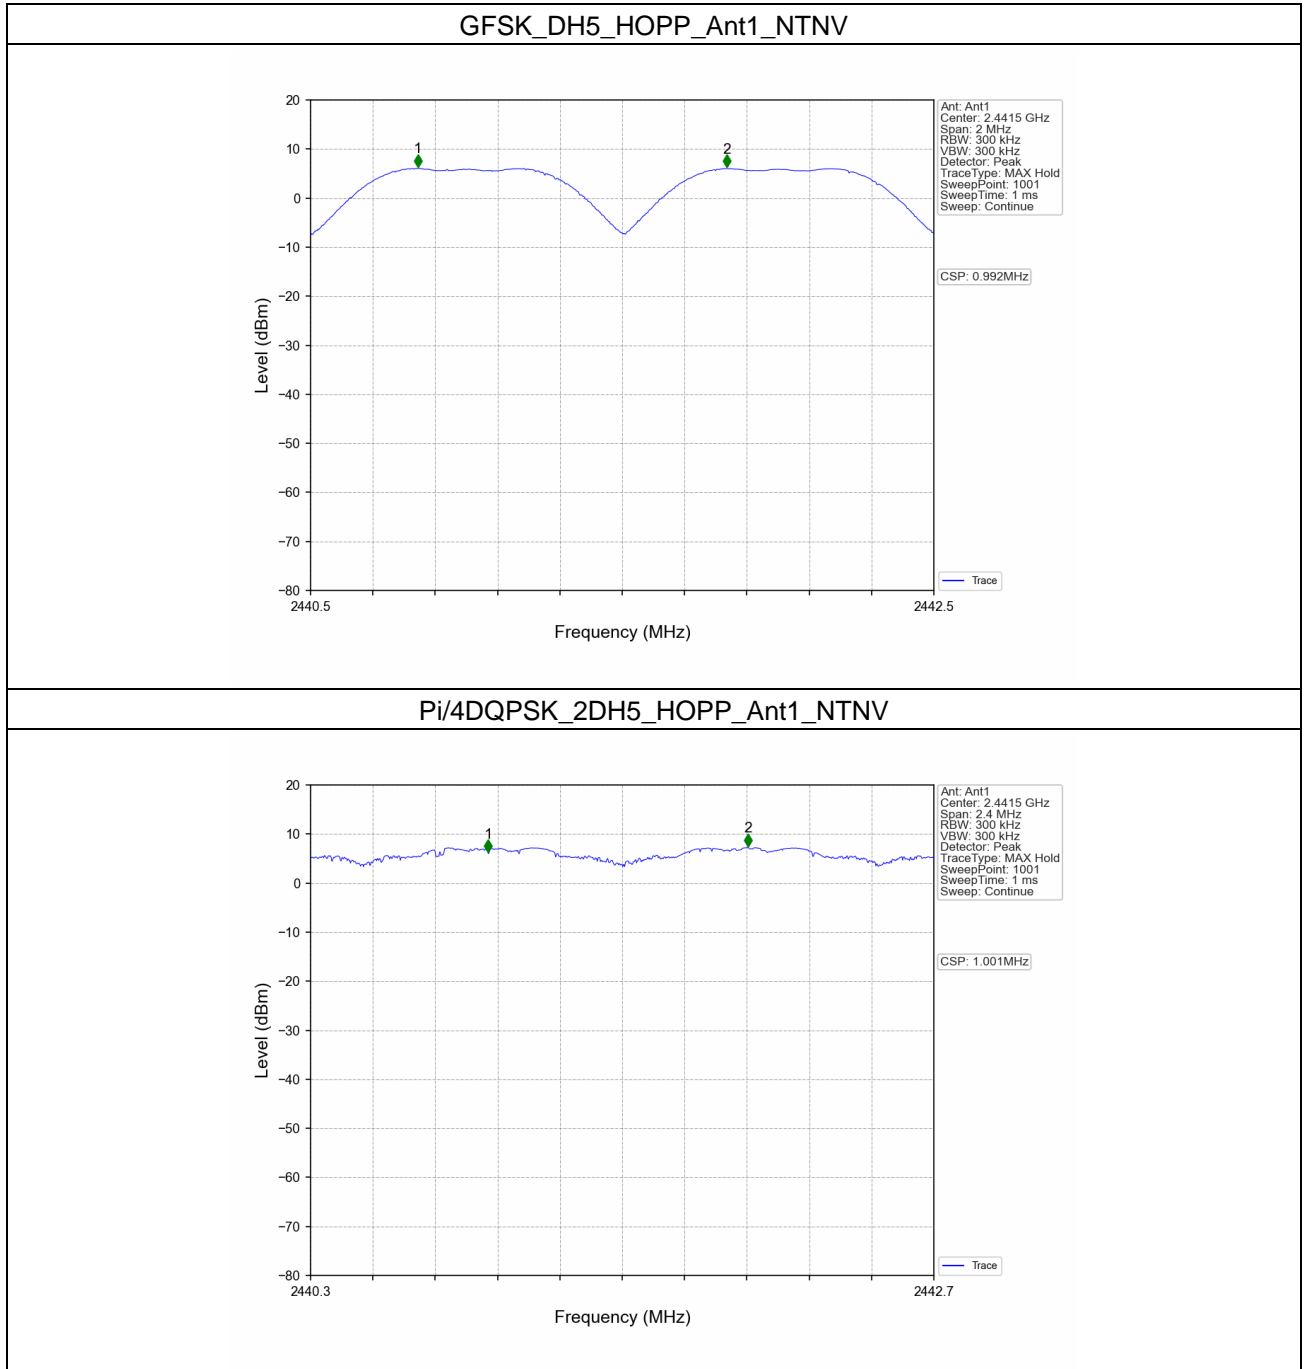 GFSK_DH5_HOPP_Ant1_NTNV
20
10
0
−10
−20
−30
−40
−50
−60
−70
−80
Level (dBm)
1
2
2440.5
2442.5
Frequency (MHz)
Ant: Ant1
Center: 2.4415 GHz
Span: 2 MHz
RBW: 300 kHz
VBW: 300 kHz
Detector: Peak
TraceType: MAX Hold
SweepPoint: 1001
SweepTime: 1 ms
Sweep: Continue
CSP: 0.992MHz
Trace
Pi/4DQPSK_2DH5_HOPP_Ant1_NTNV
20
10
0
−10
−20
−30
−40
−50
−60
−70
−80
Level (dBm)
1
2
2440.3
2442.7
Frequency (MHz)
Ant: Ant1
Center: 2.4415 GHz
Span: 2.4 MHz
RBW: 300 kHz
VBW: 300 kHz
Detector: Peak
TraceType: MAX Hold
SweepPoint: 1001
SweepTime: 1 ms
Sweep: Continue
CSP: 1.001MHz
Trace